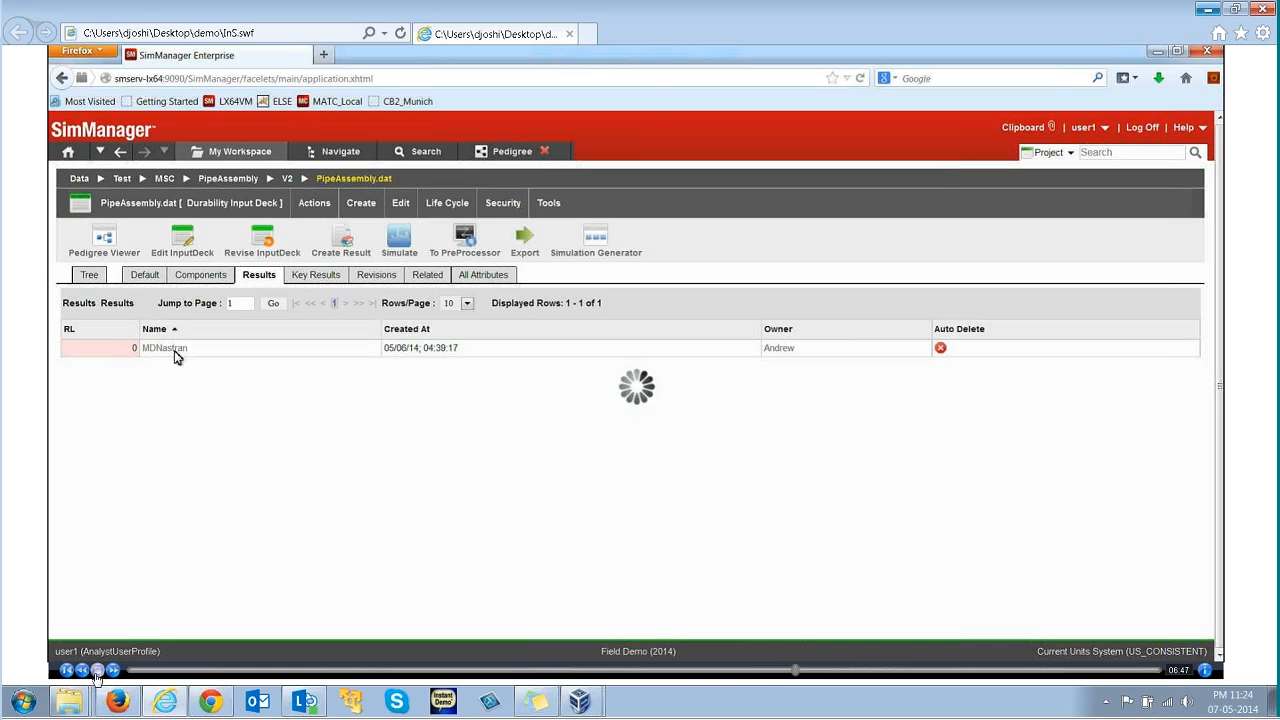 C:\Users\djoshi\Desktop\demo\InS.swf
C:\Users\djoshi\Desktop\d...
Firefox
SimManager Enterprise
smserv-lx64:9090/SimManager/facelets/main/application.xhtml
Google
Most Visited Getting Started LX64VM ELSE MATC_Local CB2_Munich
SimManager™
Clipboard | user1 | Log Off | Help
My Workspace Navigate Search Pedigree
Project Search
Data Test MSC PipeAssembly V2 PipeAssembly.dat
PipeAssembly.dat [ Durability Input Deck ] Actions Create Edit Life Cycle Security Tools
Pedigree Viewer Edit InputDeck Revise InputDeck Create Result Simulate To PreProcessor Export Simulation Generator
Tree Default Components Results Key Results Revisions Related All Attributes
Results Results Jump to Page : 1 Go |< << < 1 > >> >| Rows/Page : 10 Displayed Rows: 1 - 1 of 1
RL Name Created At Owner Auto Delete
0 MDNastran 05/06/14; 04:39:17 Andrew
user1 (AnalystUserProfile) Field Demo (2014) Current Units System (US_CONSISTENT)
06:47
Instant Demo
PM 11:24
07-05-2014